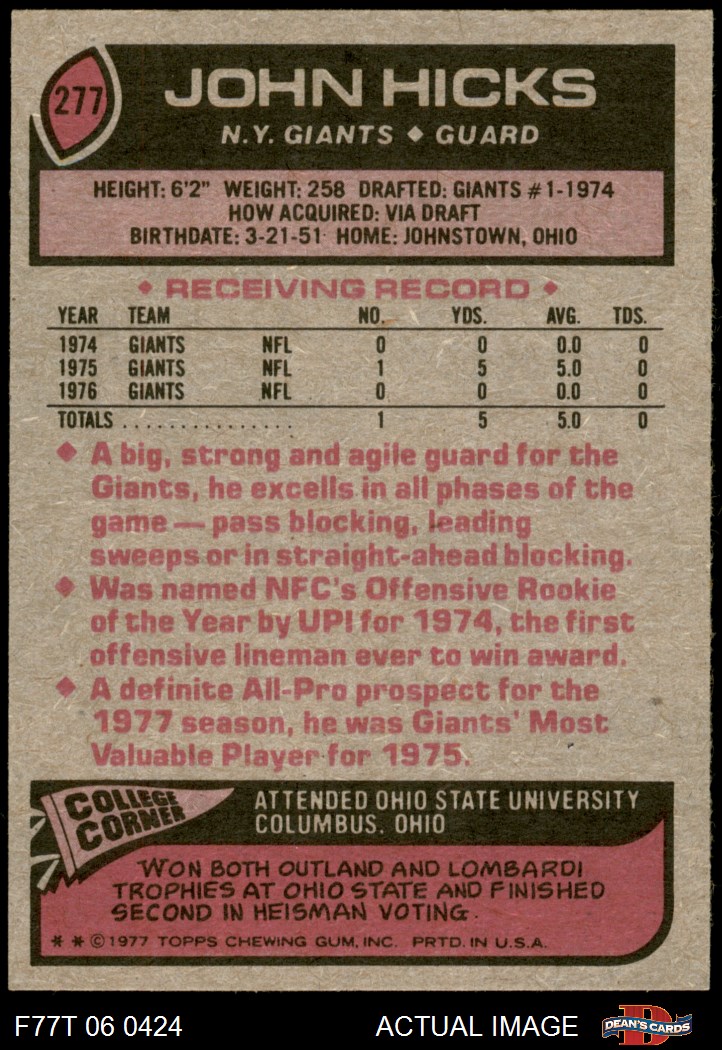 277
JOHN HICKS
N.Y. GIANTS ◆ GUARD
HEIGHT: 6'2" WEIGHT: 258 DRAFTED: GIANTS #1-1974
HOW ACQUIRED: VIA DRAFT
BIRTHDATE: 3-21-51 HOME: JOHNSTOWN, OHIO
◆ RECEIVING RECORD ◆
YEAR TEAM NO. YDS. AVG. TDS.
1974 GIANTS NFL 0 0 0.0 0
1975 GIANTS NFL 1 5 5.0 0
1976 GIANTS NFL 0 0 0.0 0
TOTALS . . . . . . . . . . . . . . . 1 5 5.0 0
◆ A big, strong and agile guard for the
Giants, he excells in all phases of the
game — pass blocking, leading
sweeps or in straight-ahead blocking.
◆ Was named NFC's Offensive Rookie
of the Year by UPI for 1974, the first
offensive lineman ever to win award.
◆ A definite All-Pro prospect for the
1977 season, he was Giants' Most
Valuable Player for 1975.
COLLEGE
CORNER
ATTENDED OHIO STATE UNIVERSITY
COLUMBUS, OHIO
WON BOTH OUTLAND AND LOMBARDI
TROPHIES AT OHIO STATE AND FINISHED
SECOND IN HEISMAN VOTING.
* * © 1977 TOPPS CHEWING GUM, INC. PRTD. IN U.S.A.
F77T 06 0424 ACTUAL IMAGE
D
DEAN'S CARDS